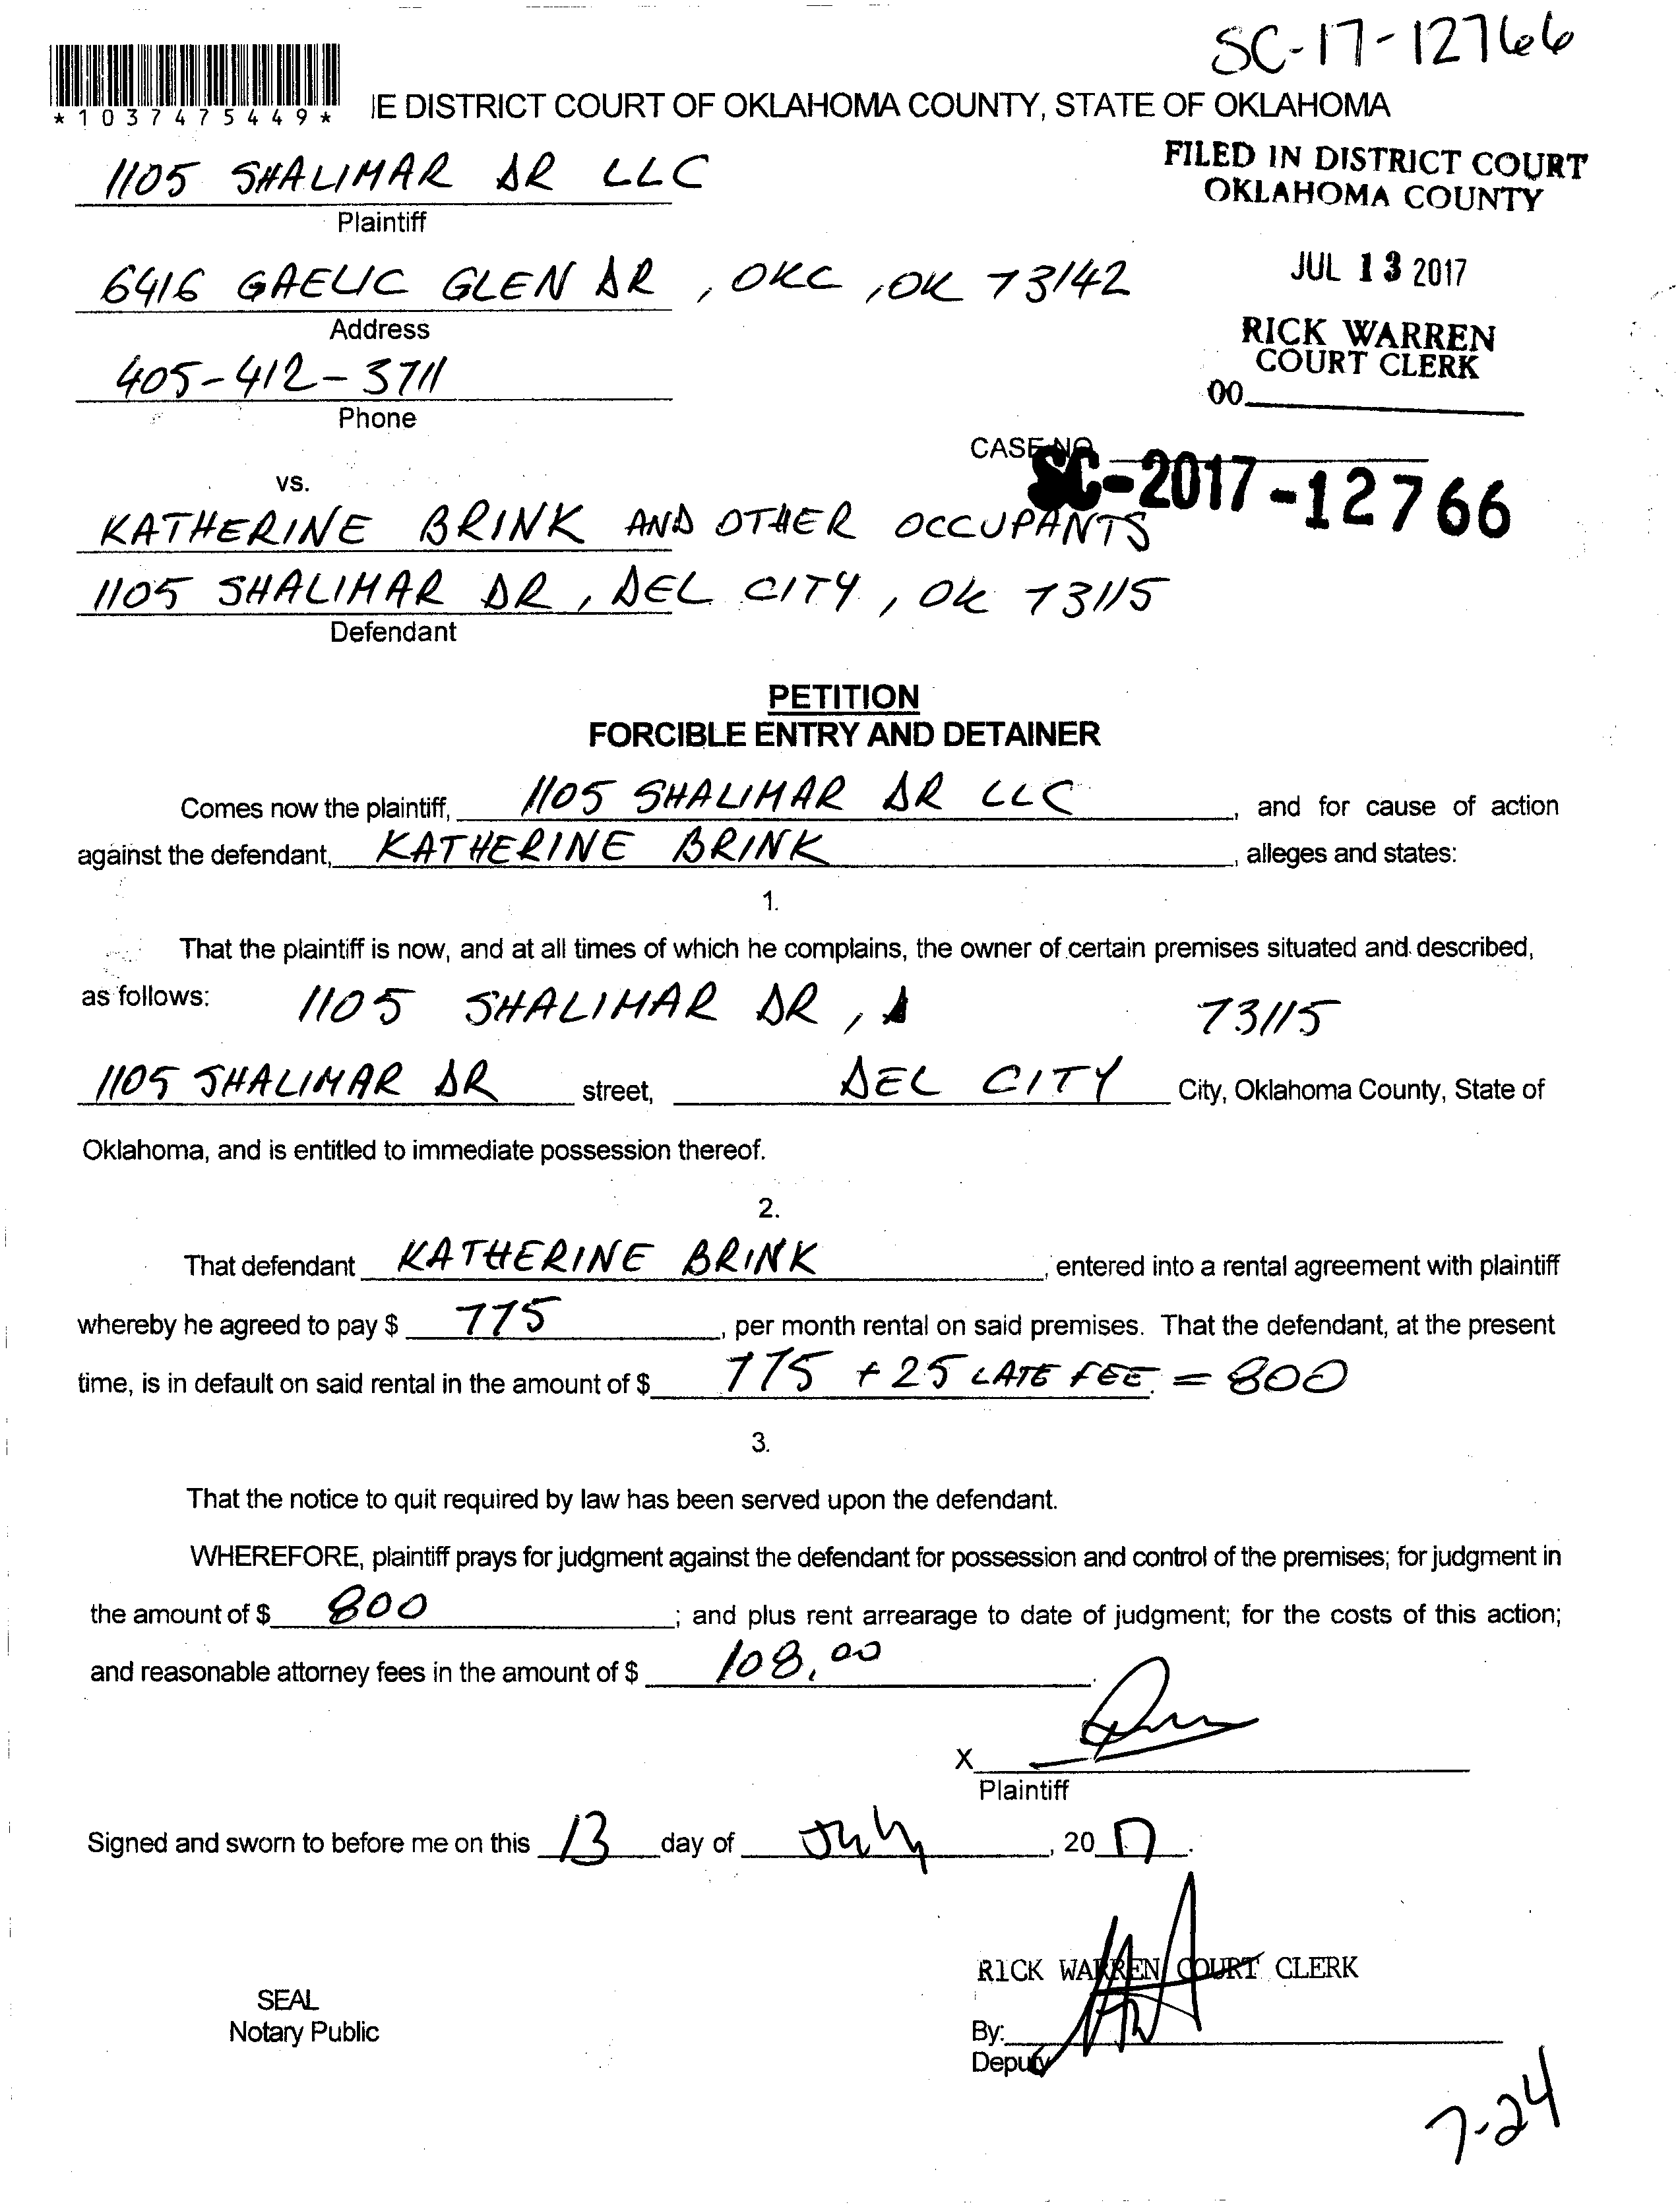 SC-17-12766
*1037475449*
IE DISTRICT COURT OF OKLAHOMA COUNTY, STATE OF OKLAHOMA
1105 SHALIMAR DR LLC
Plaintiff
FILED IN DISTRICT COURT
OKLAHOMA COUNTY
6416 GAELIC GLEN DR, OKC, OK 73142
Address
JUL 13 2017
405-412-3711
Phone
RICK WARREN
COURT CLERK
00
CASE NO.
SC-2017-12766
vs.
KATHERINE BRINK AND OTHER OCCUPANTS
1105 SHALIMAR DR, DEL CITY, OK 73115
Defendant
PETITION
FORCIBLE ENTRY AND DETAINER
Comes now the plaintiff, 1105 SHALIMAR DR LLC, and for cause of action
against the defendant, KATHERINE BRINK, alleges and states:
1.
That the plaintiff is now, and at all times of which he complains, the owner of certain premises situated and described,
as follows: 1105 SHALIMAR DR, 73115
1105 SHALIMAR DR street, DEL CITY City, Oklahoma County, State of
Oklahoma, and is entitled to immediate possession thereof.
2.
That defendant KATHERINE BRINK, entered into a rental agreement with plaintiff
whereby he agreed to pay $ 775, per month rental on said premises. That the defendant, at the present
time, is in default on said rental in the amount of $ 775 + 25 LATE FEE. = 800
3.
That the notice to quit required by law has been served upon the defendant.
WHEREFORE, plaintiff prays for judgment against the defendant for possession and control of the premises; for judgment in
the amount of $ 800; and plus rent arrearage to date of judgment; for the costs of this action;
and reasonable attorney fees in the amount of $ 108.00.
X
Plaintiff
Signed and sworn to before me on this 13 day of July, 2017.
RICK WARREN COURT CLERK
SEAL
Notary Public
By:
Deputy
7-24